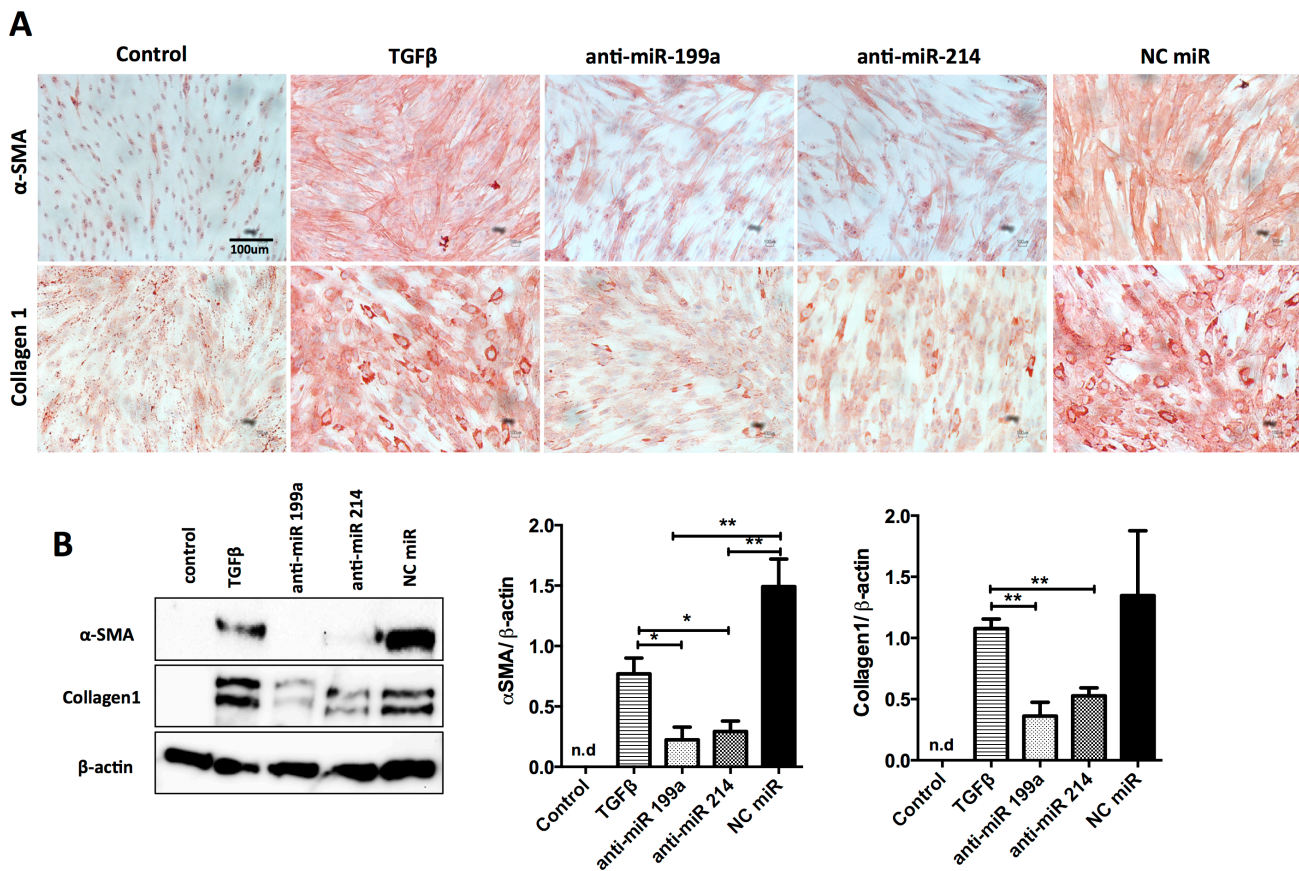 A
Control TGFβ anti-miR-199a anti-miR-214 NC miR
α-SMA
100um
Collagen 1
B
control TGFβ anti-miR 199a anti-miR 214 NC miR
α-SMA
Collagen1
β-actin
αSMA/ β-actin
2.0
1.5
1.0
0.5
0.0
n.d
*
*
**
**
Control TGFβ anti-miR 199a anti-miR 214 NC miR
Collagen1/ β-actin
2.0
1.5
1.0
0.5
0.0
n.d
**
**
Control TGFβ anti-miR 199a anti-miR 214 NC miR